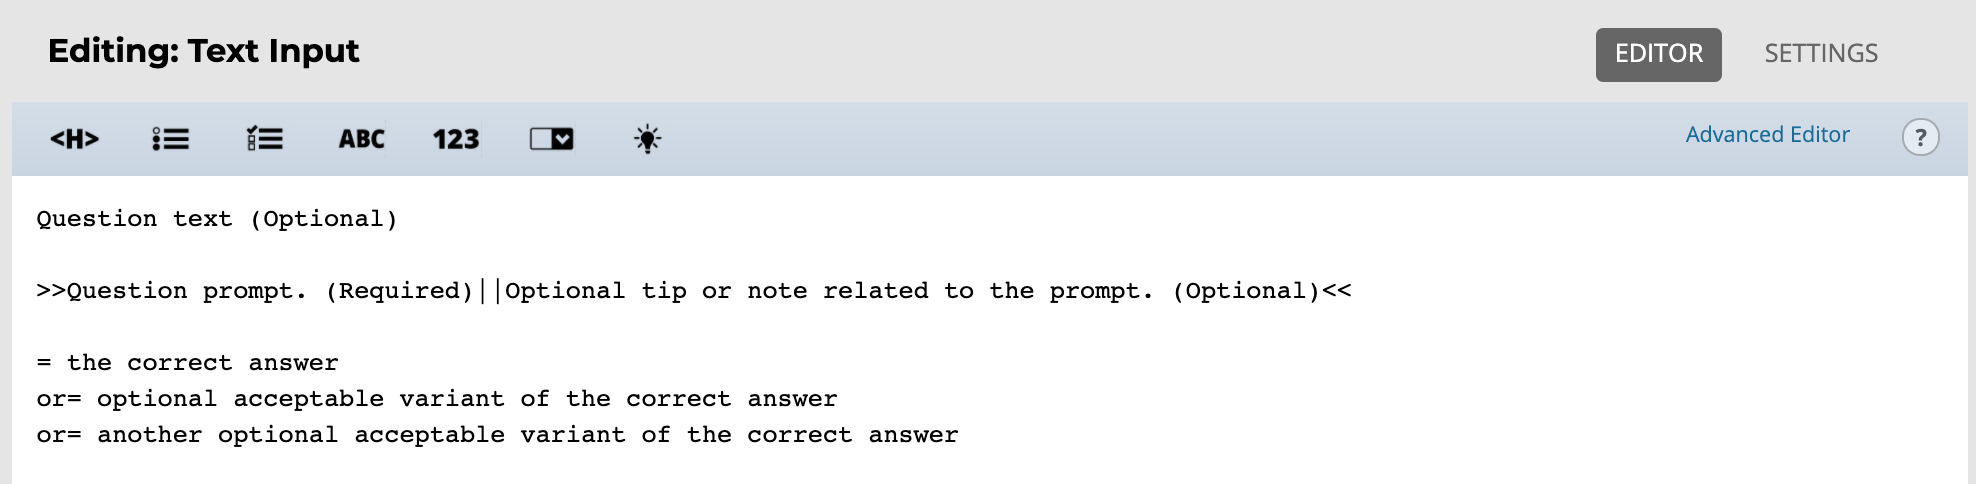 Editing: Text Input
EDITOR
SETTINGS
<H>
ABC
123
Advanced Editor
?
Question text (Optional)
>>Question prompt. (Required)||Optional tip or note related to the prompt. (Optional)<<
= the correct answer
or= optional acceptable variant of the correct answer
or= another optional acceptable variant of the correct answer